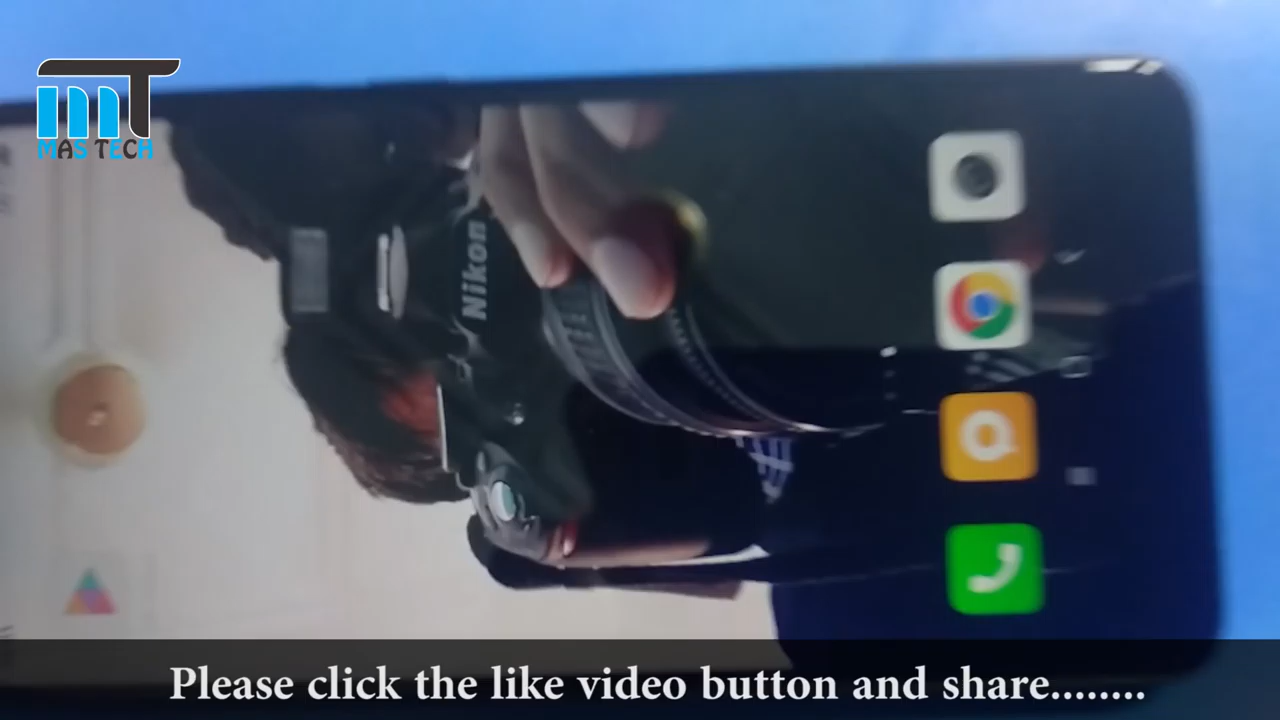 MAS TECH
Nikon
Please click the like video button and share........